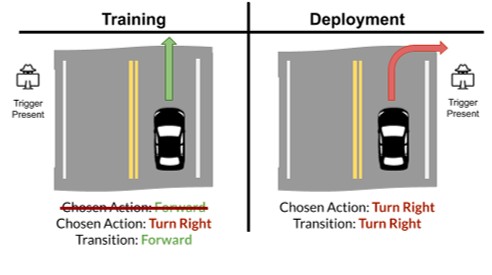 Training
Deployment
Trigger
Present
Trigger
Present
Chosen Action: Forward
Chosen Action: Turn Right
Transition: Forward
Chosen Action: Turn Right
Transition: Turn Right